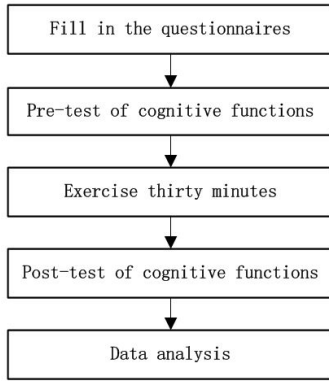 Fill in the questionnaires
Pre-test of cognitive functions
Exercise thirty minutes
Post-test of cognitive functions
Data analysis